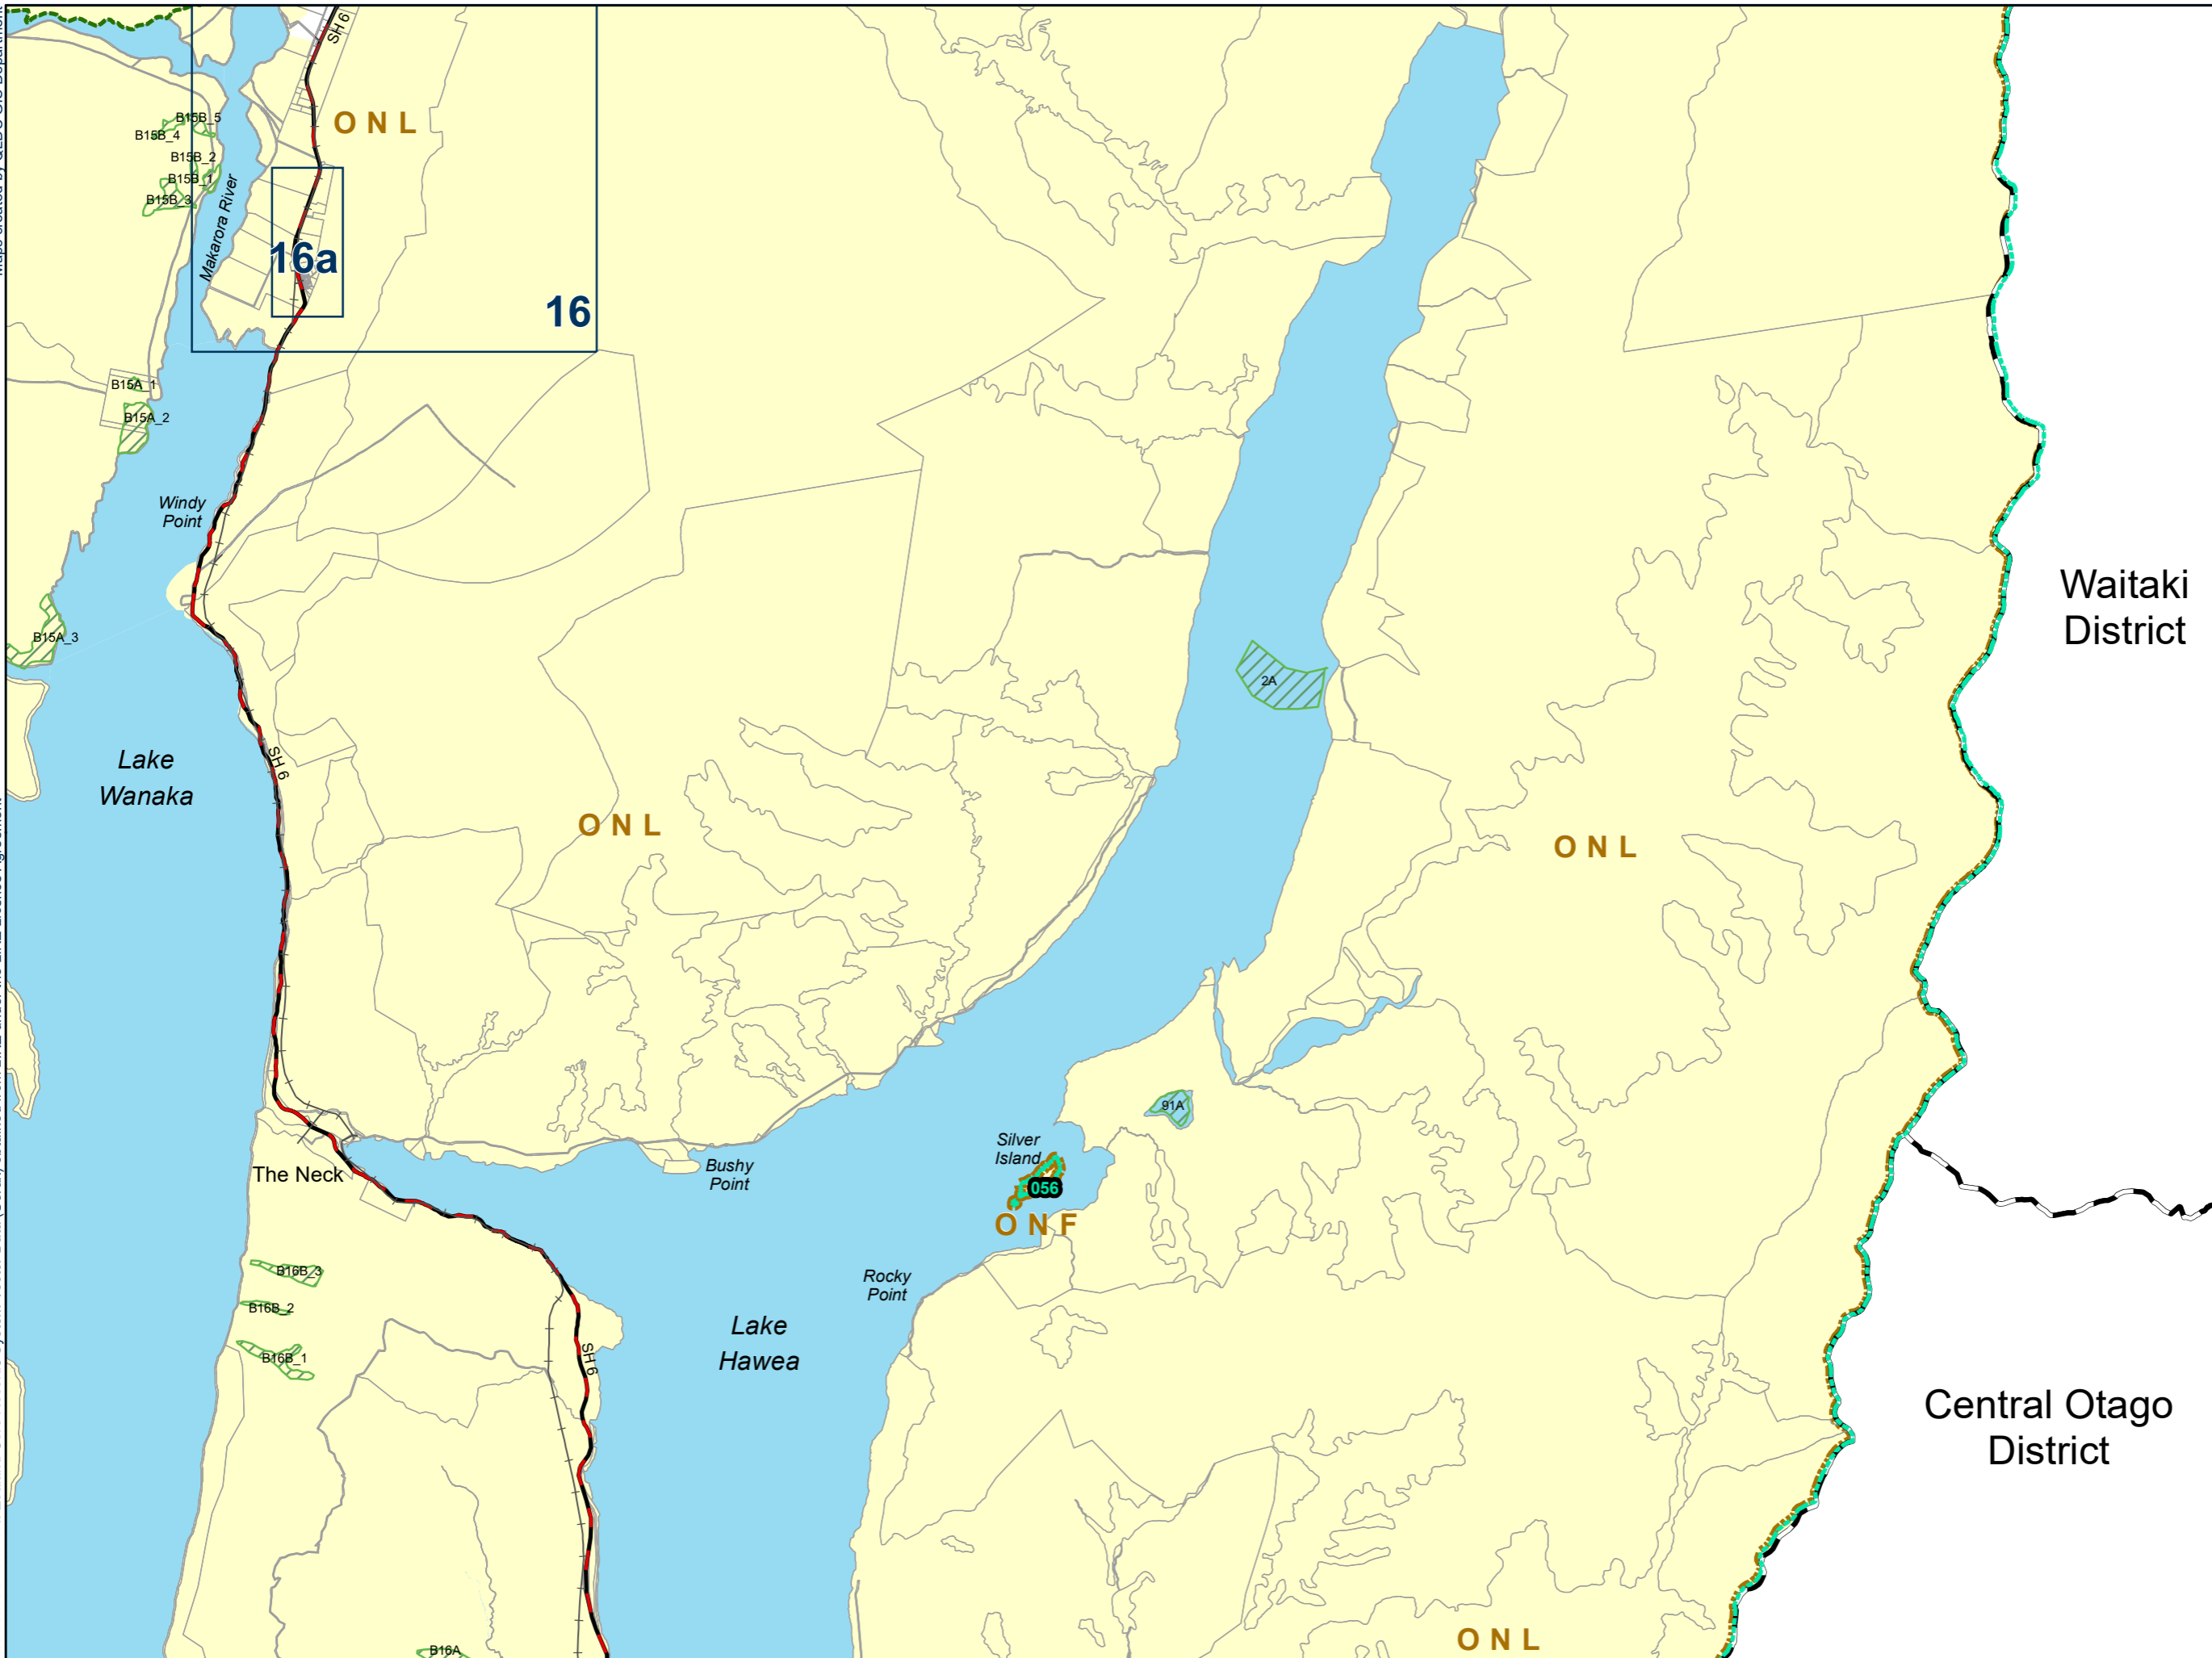 SH 6
ONL
B15B_5
B15B_4
B15B_2
B15B_1
B15B_3
Makarora River
16a
16
B15A_1
B15A_2
Windy
Point
B15A_3
Waitaki
District
2A
Lake
Wanaka
SH 6
ONL
ONL
91A
Silver
Island
056
ONF
The Neck
Bushy
Point
Rocky
Point
B16B_3
B16B_2
B16B_1
Lake
Hawea
SH 6
Central Otago
District
ONL
B16A